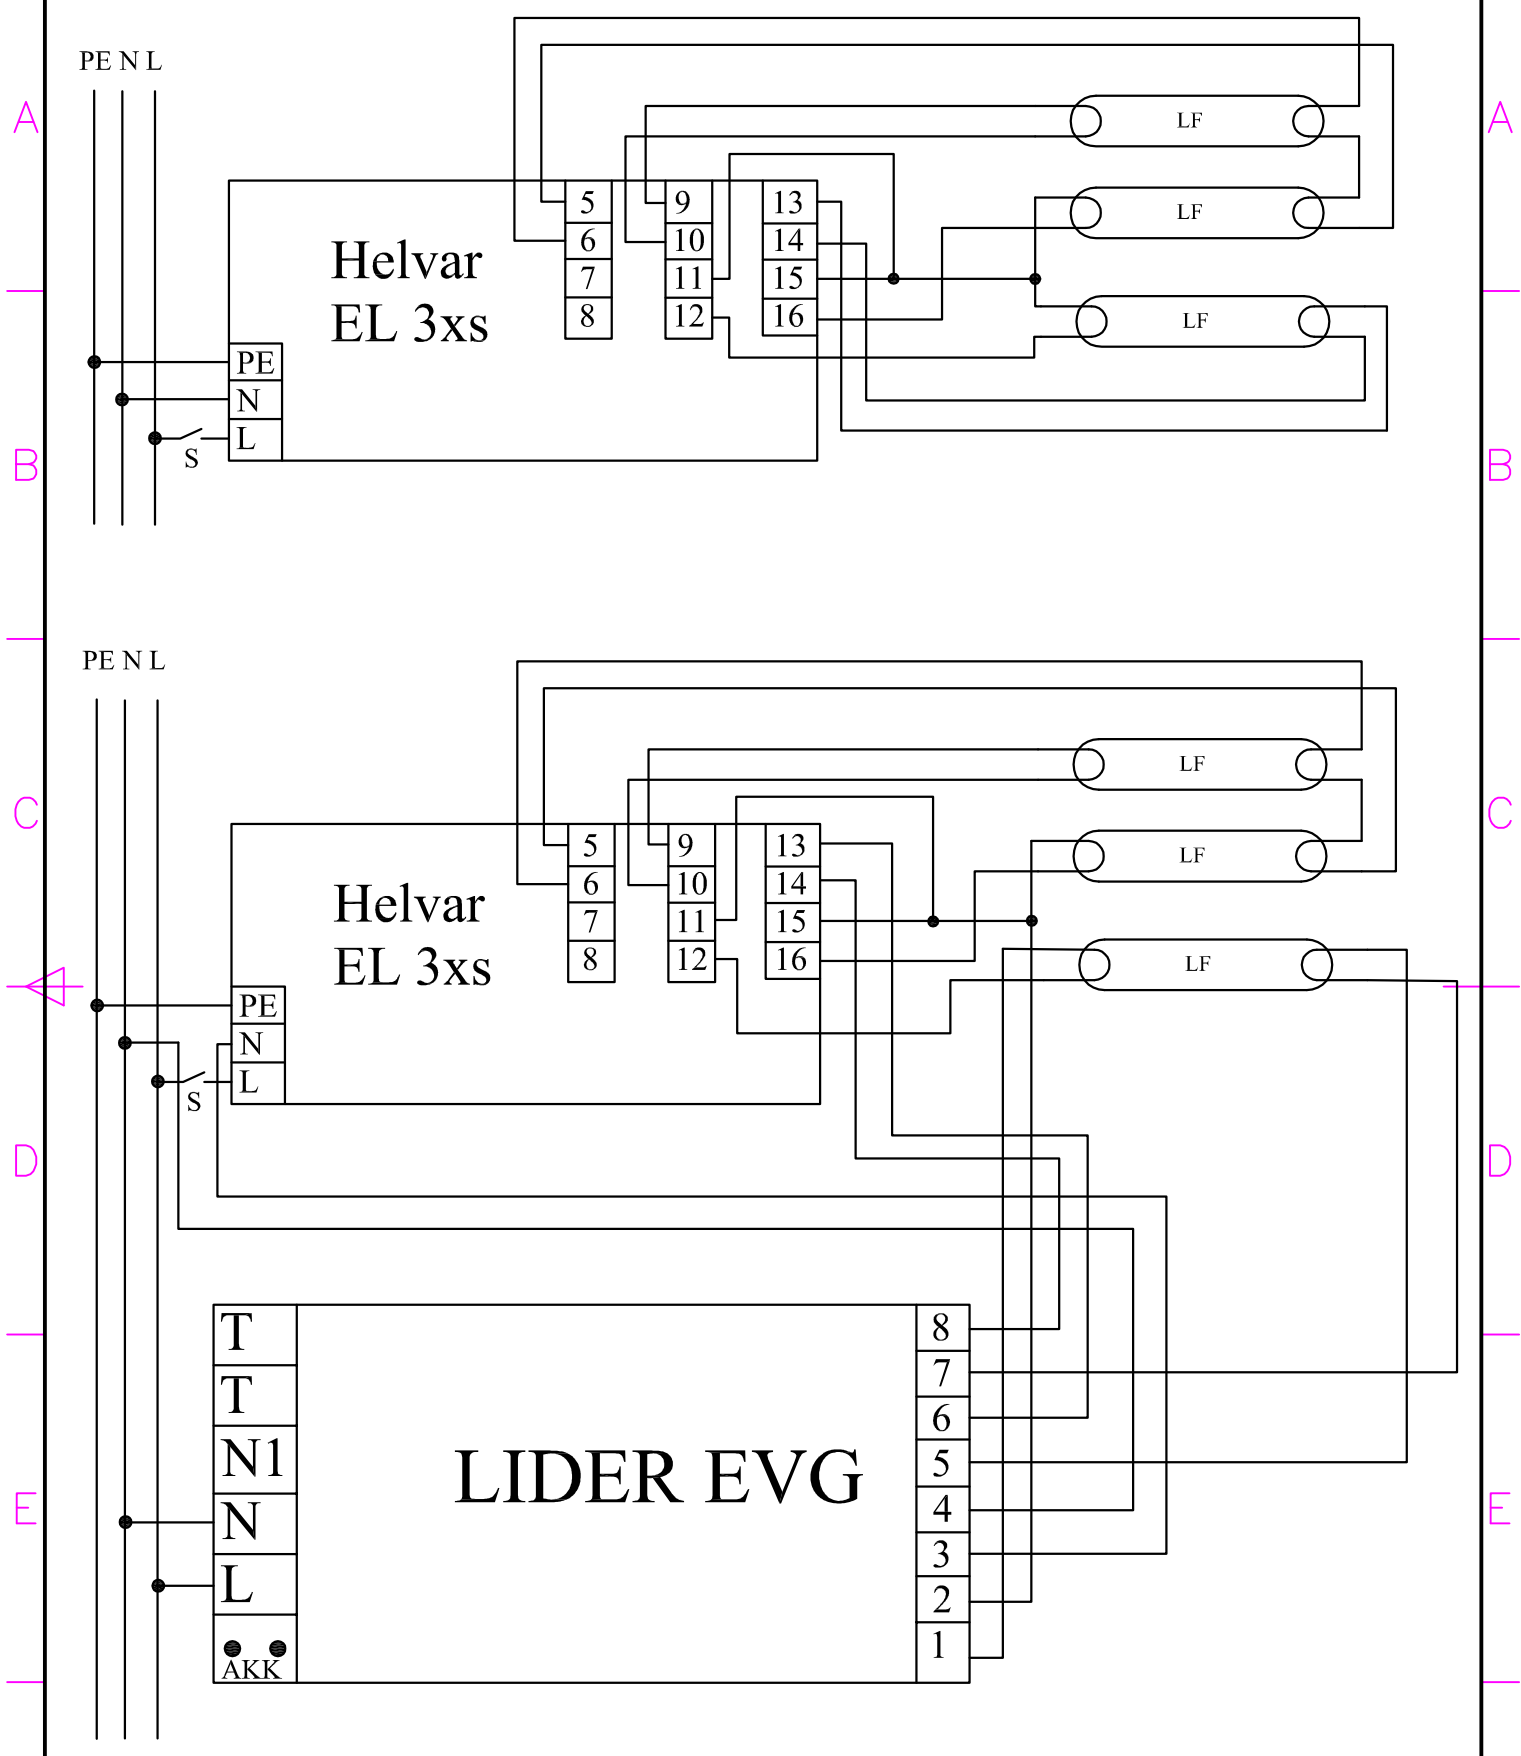 PE N L
A
A
LF
LF
LF
5
6
7
8
9
10
11
12
13
14
15
16
Helvar
EL 3xs
PE
N
L
S
B
B
PE N L
C
C
LF
LF
LF
5
6
7
8
9
10
11
12
13
14
15
16
Helvar
EL 3xs
PE
N
L
S
D
D
T
T
N1
N
L
AKK
LIDER EVG
8
7
6
5
4
3
2
1
E
E